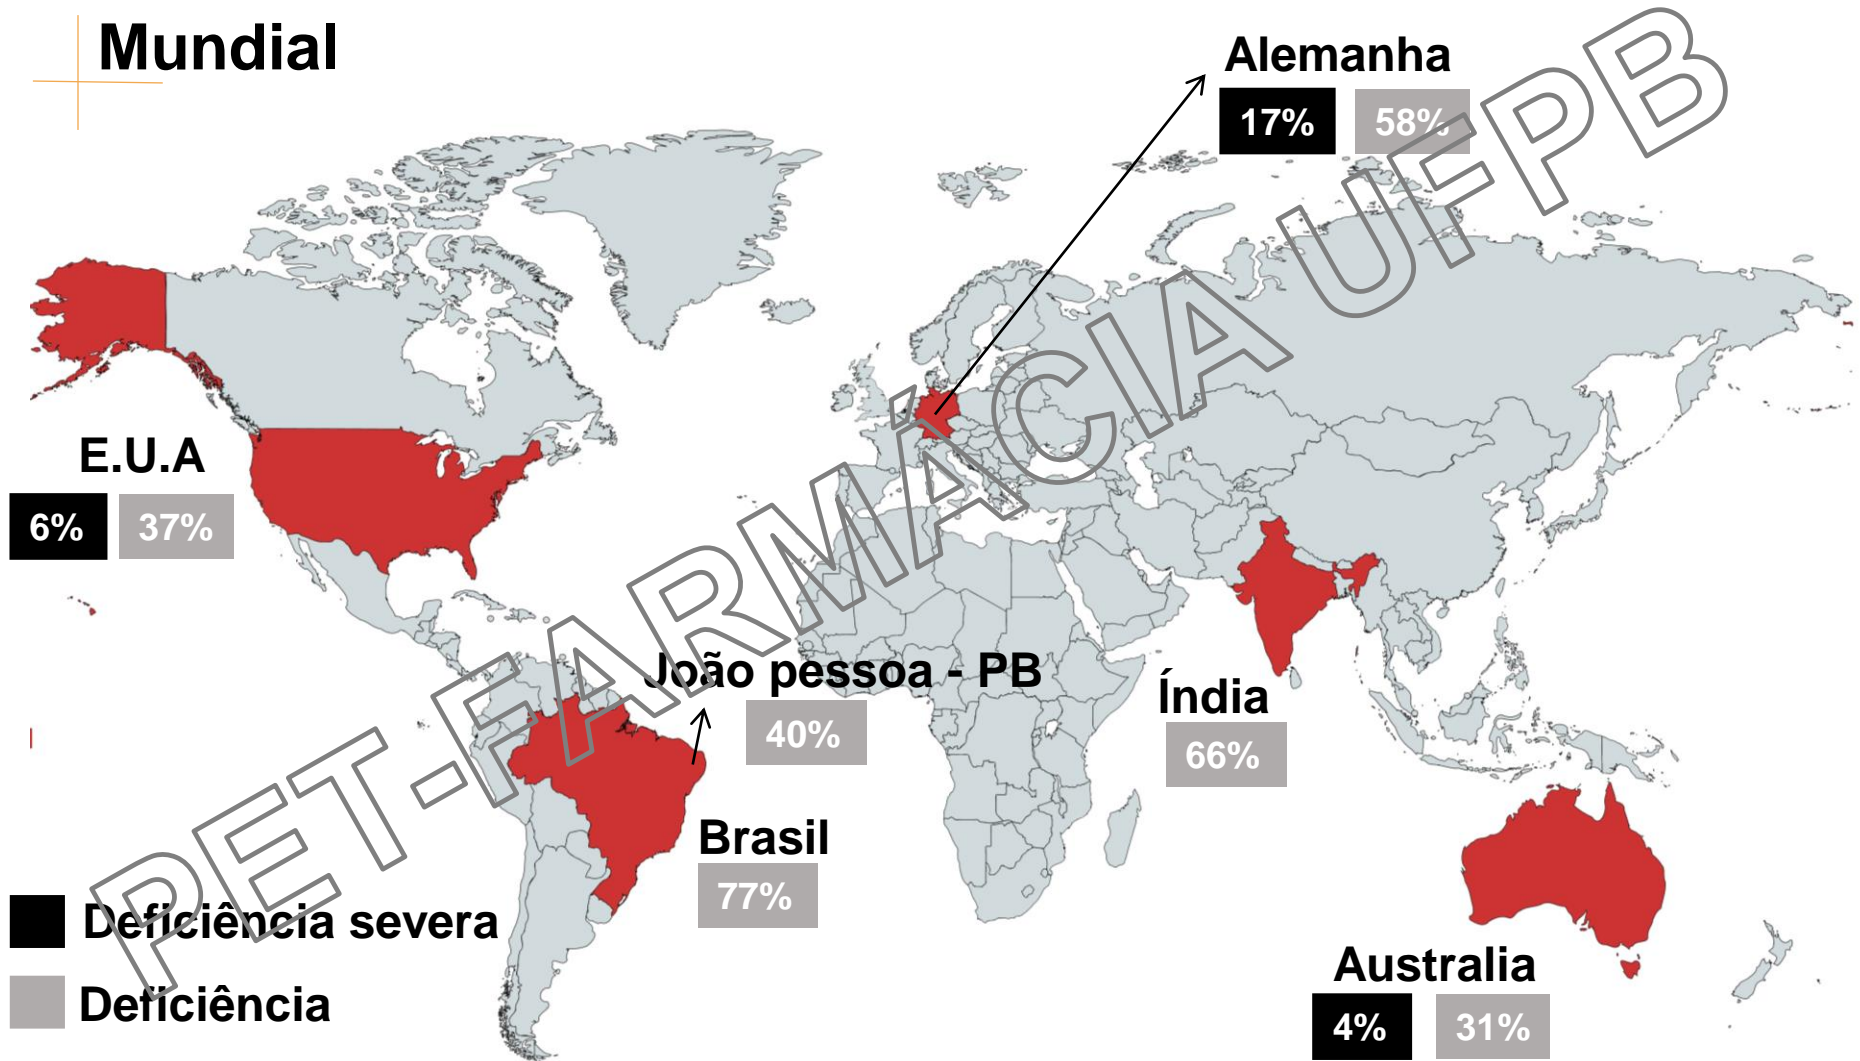 Mundial
Alemanha
17% 58%
E.U.A
6% 37%
João pessoa - PB
40%
Índia
66%
Brasil
77%
Deficiência severa
Deficiência
Australia
4% 31%
PET-FARMÁCIA UFPB